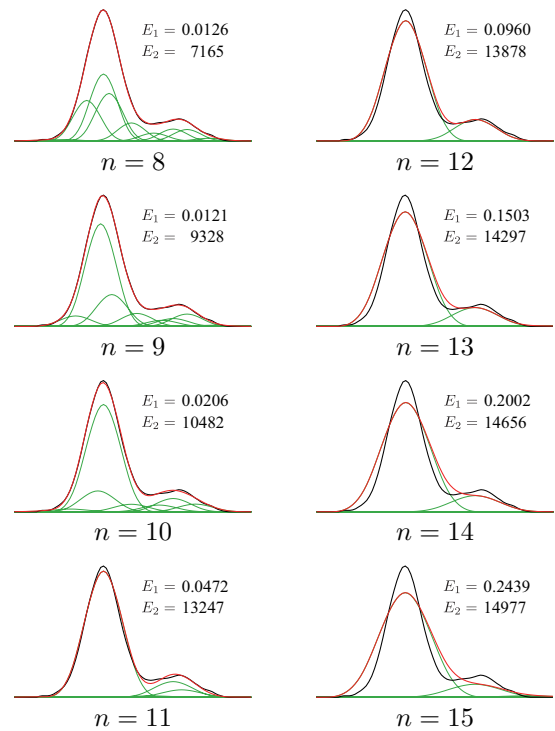 E₁ = 0.0126
E₂ = 7165
n = 8
E₁ = 0.0121
E₂ = 9328
n = 9
E₁ = 0.0206
E₂ = 10482
n = 10
E₁ = 0.0472
E₂ = 13247
n = 11
E₁ = 0.0960
E₂ = 13878
n = 12
E₁ = 0.1503
E₂ = 14297
n = 13
E₁ = 0.2002
E₂ = 14656
n = 14
E₁ = 0.2439
E₂ = 14977
n = 15